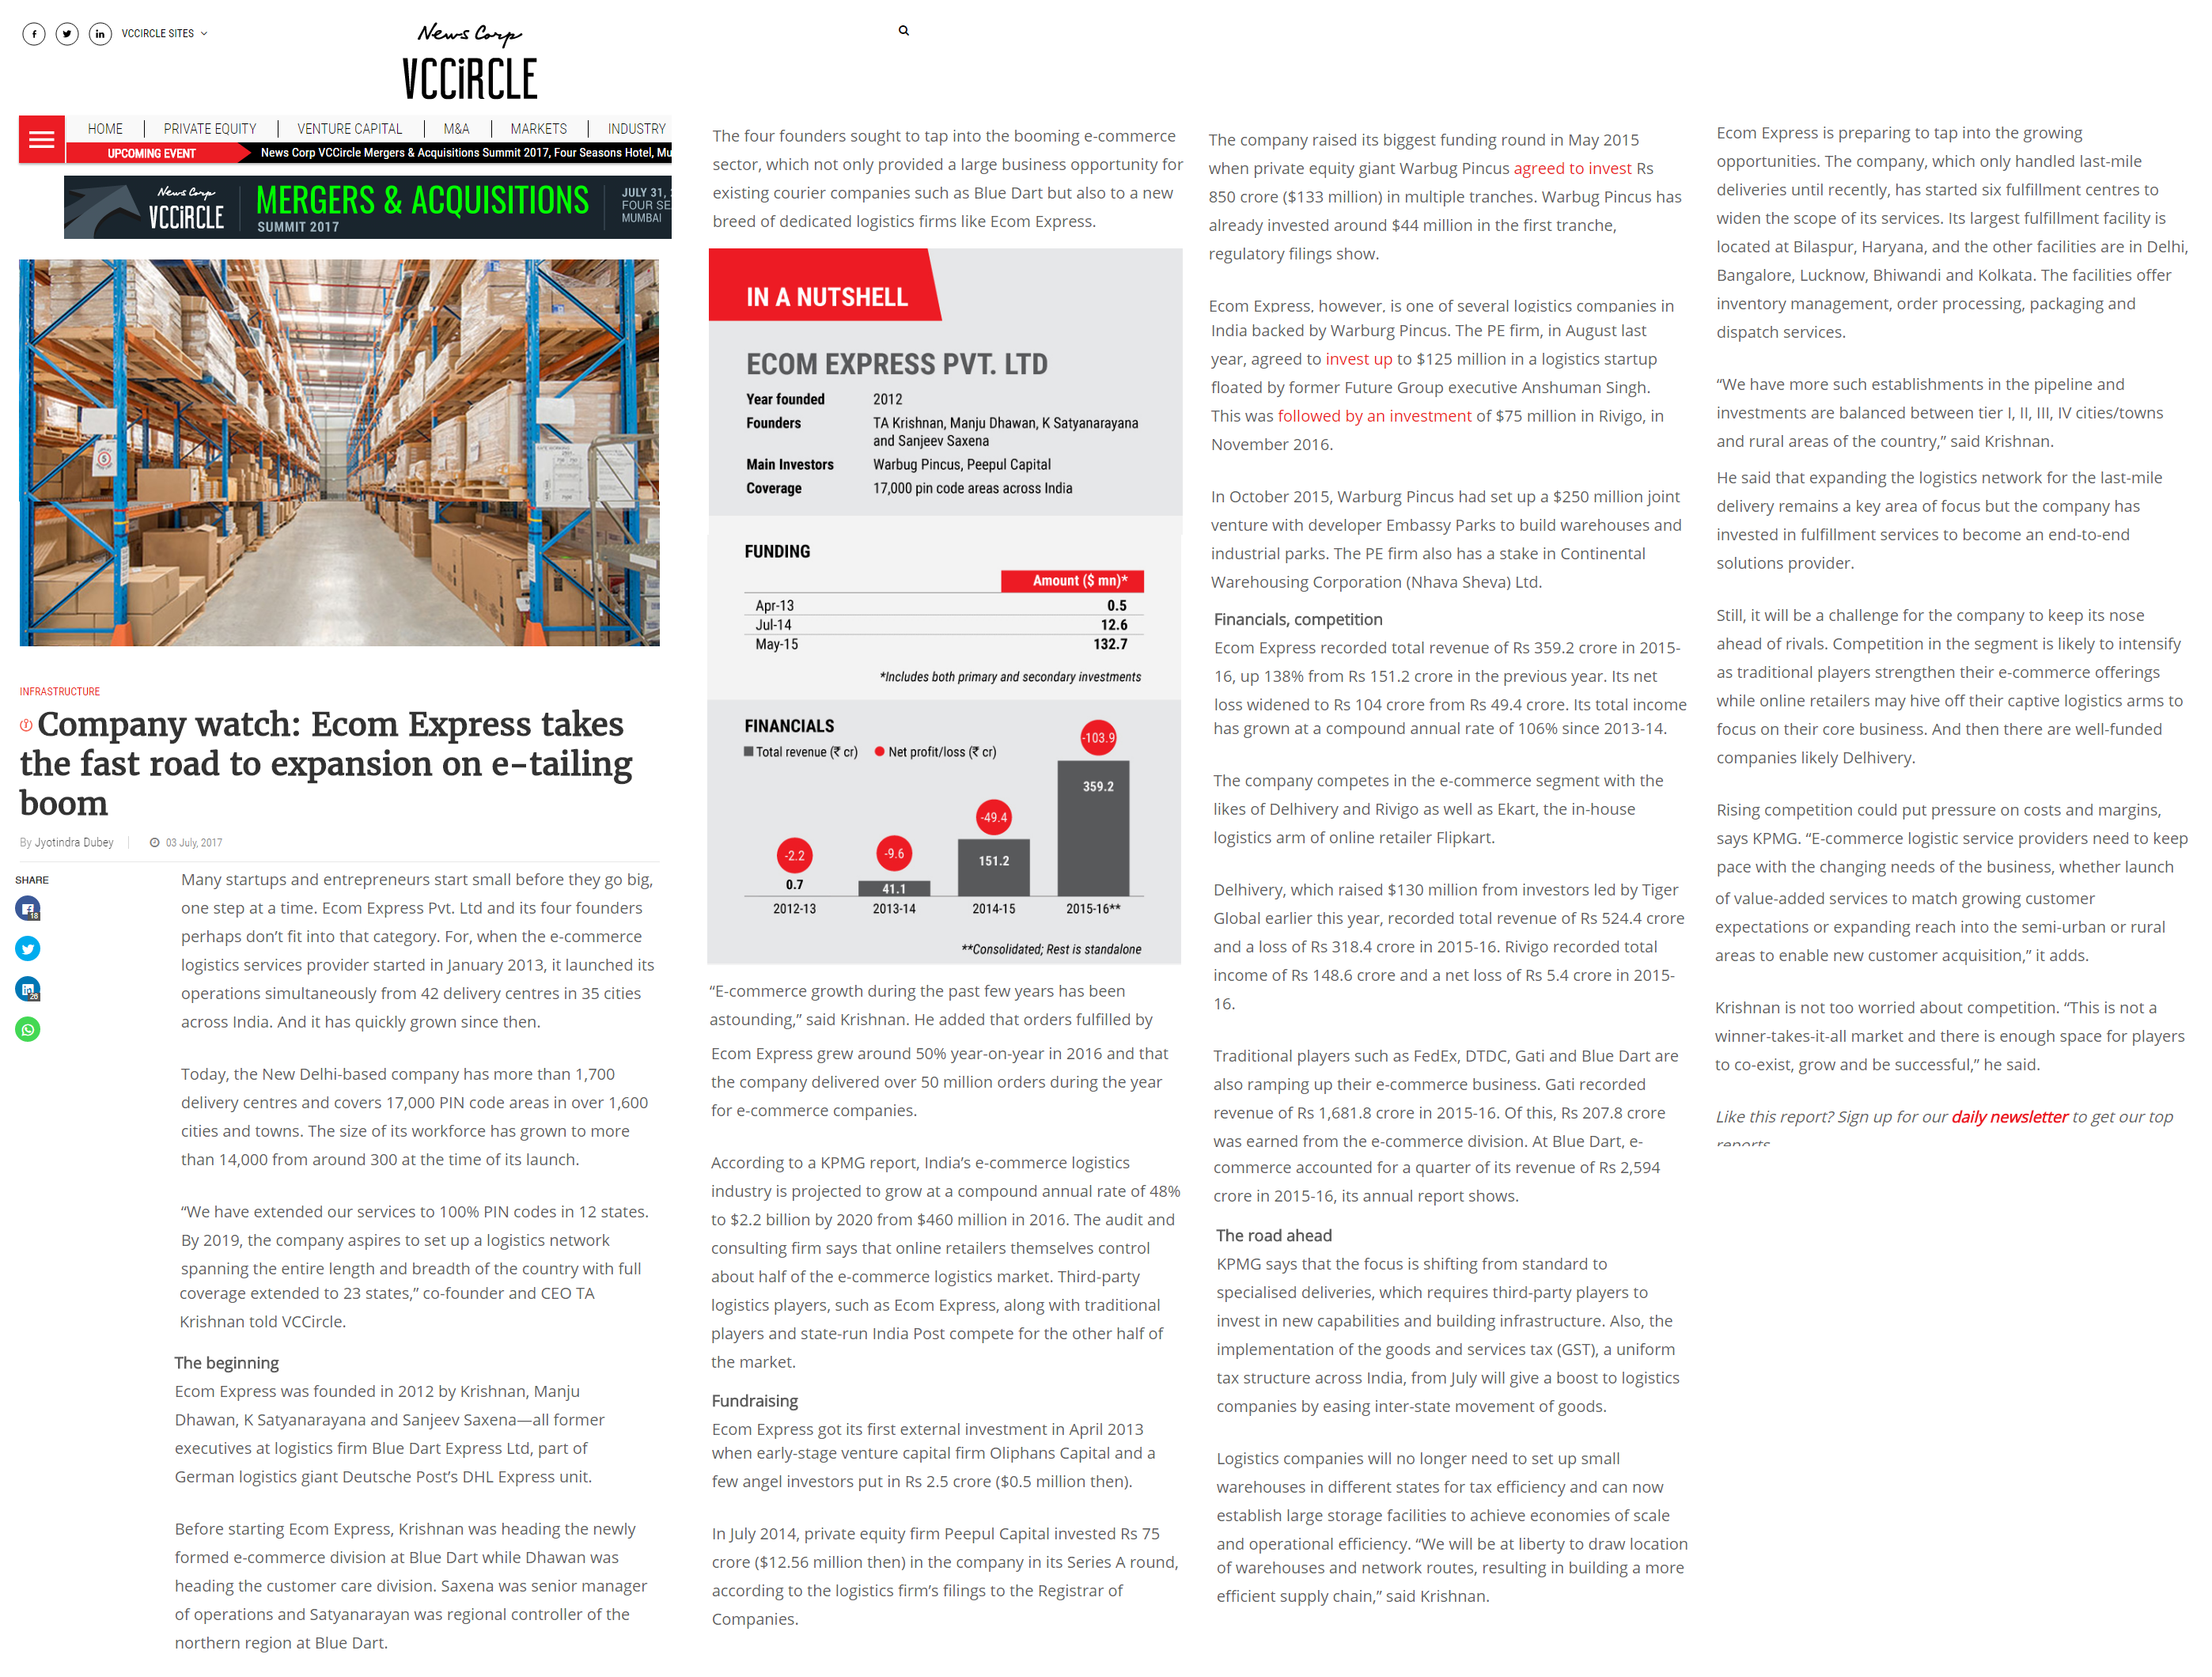 VCCIRCLE SITES
News Corp
VCCiRCLE
HOME | PRIVATE EQUITY | VENTURE CAPITAL | M&A | MARKETS | INDUSTRY
UPCOMING EVENT News Corp VCCircle Mergers & Acquisitions Summit 2017, Four Seasons Hotel, Mu
News Corp
VCCiRCLE
MERGERS & ACQUISITIONS
SUMMIT 2017
JULY 31,
FOUR SE
MUMBAI
INFRASTRUCTURE
Company watch: Ecom Express takes
the fast road to expansion on e-tailing
boom
By Jyotindra Dubey | 03 July, 2017
SHARE
18
26
Many startups and entrepreneurs start small before they go big,
one step at a time. Ecom Express Pvt. Ltd and its four founders
perhaps don’t fit into that category. For, when the e-commerce
logistics services provider started in January 2013, it launched its
operations simultaneously from 42 delivery centres in 35 cities
across India. And it has quickly grown since then.
Today, the New Delhi-based company has more than 1,700
delivery centres and covers 17,000 PIN code areas in over 1,600
cities and towns. The size of its workforce has grown to more
than 14,000 from around 300 at the time of its launch.
“We have extended our services to 100% PIN codes in 12 states.
By 2019, the company aspires to set up a logistics network
spanning the entire length and breadth of the country with full
coverage extended to 23 states,” co-founder and CEO TA
Krishnan told VCCircle.
The beginning
Ecom Express was founded in 2012 by Krishnan, Manju
Dhawan, K Satyanarayana and Sanjeev Saxena—all former
executives at logistics firm Blue Dart Express Ltd, part of
German logistics giant Deutsche Post’s DHL Express unit.
Before starting Ecom Express, Krishnan was heading the newly
formed e-commerce division at Blue Dart while Dhawan was
heading the customer care division. Saxena was senior manager
of operations and Satyanarayan was regional controller of the
northern region at Blue Dart.
The four founders sought to tap into the booming e-commerce
sector, which not only provided a large business opportunity for
existing courier companies such as Blue Dart but also to a new
breed of dedicated logistics firms like Ecom Express.
IN A NUTSHELL
ECOM EXPRESS PVT. LTD
Year founded 2012
Founders TA Krishnan, Manju Dhawan, K Satyanarayana
and Sanjeev Saxena
Main Investors Warbug Pincus, Peepul Capital
Coverage 17,000 pin code areas across India
FUNDING
Amount ($ mn)*
Apr-13 0.5
Jul-14 12.6
May-15 132.7
*Includes both primary and secondary investments
FINANCIALS
Total revenue (₹ cr) Net profit/loss (₹ cr)
-2.2 -9.6 -49.4 -103.9
0.7 41.1 151.2 359.2
2012-13 2013-14 2014-15 2015-16**
**Consolidated; Rest is standalone
“E-commerce growth during the past few years has been
astounding,” said Krishnan. He added that orders fulfilled by
Ecom Express grew around 50% year-on-year in 2016 and that
the company delivered over 50 million orders during the year
for e-commerce companies.
According to a KPMG report, India’s e-commerce logistics
industry is projected to grow at a compound annual rate of 48%
to $2.2 billion by 2020 from $460 million in 2016. The audit and
consulting firm says that online retailers themselves control
about half of the e-commerce logistics market. Third-party
logistics players, such as Ecom Express, along with traditional
players and state-run India Post compete for the other half of
the market.
Fundraising
Ecom Express got its first external investment in April 2013
when early-stage venture capital firm Oliphans Capital and a
few angel investors put in Rs 2.5 crore ($0.5 million then).
In July 2014, private equity firm Peepul Capital invested Rs 75
crore ($12.56 million then) in the company in its Series A round,
according to the logistics firm’s filings to the Registrar of
Companies.
The company raised its biggest funding round in May 2015
when private equity giant Warbug Pincus agreed to invest Rs
850 crore ($133 million) in multiple tranches. Warbug Pincus has
already invested around $44 million in the first tranche,
regulatory filings show.
Ecom Express, however, is one of several logistics companies in
India backed by Warburg Pincus. The PE firm, in August last
year, agreed to invest up to $125 million in a logistics startup
floated by former Future Group executive Anshuman Singh.
This was followed by an investment of $75 million in Rivigo, in
November 2016.
In October 2015, Warburg Pincus had set up a $250 million joint
venture with developer Embassy Parks to build warehouses and
industrial parks. The PE firm also has a stake in Continental
Warehousing Corporation (Nhava Sheva) Ltd.
Financials, competition
Ecom Express recorded total revenue of Rs 359.2 crore in 2015-
16, up 138% from Rs 151.2 crore in the previous year. Its net
loss widened to Rs 104 crore from Rs 49.4 crore. Its total income
has grown at a compound annual rate of 106% since 2013-14.
The company competes in the e-commerce segment with the
likes of Delhivery and Rivigo as well as Ekart, the in-house
logistics arm of online retailer Flipkart.
Delhivery, which raised $130 million from investors led by Tiger
Global earlier this year, recorded total revenue of Rs 524.4 crore
and a loss of Rs 318.4 crore in 2015-16. Rivigo recorded total
income of Rs 148.6 crore and a net loss of Rs 5.4 crore in 2015-
16.
Traditional players such as FedEx, DTDC, Gati and Blue Dart are
also ramping up their e-commerce business. Gati recorded
revenue of Rs 1,681.8 crore in 2015-16. Of this, Rs 207.8 crore
was earned from the e-commerce division. At Blue Dart, e-
commerce accounted for a quarter of its revenue of Rs 2,594
crore in 2015-16, its annual report shows.
The road ahead
KPMG says that the focus is shifting from standard to
specialised deliveries, which requires third-party players to
invest in new capabilities and building infrastructure. Also, the
implementation of the goods and services tax (GST), a uniform
tax structure across India, from July will give a boost to logistics
companies by easing inter-state movement of goods.
Logistics companies will no longer need to set up small
warehouses in different states for tax efficiency and can now
establish large storage facilities to achieve economies of scale
and operational efficiency. “We will be at liberty to draw location
of warehouses and network routes, resulting in building a more
efficient supply chain,” said Krishnan.
Ecom Express is preparing to tap into the growing
opportunities. The company, which only handled last-mile
deliveries until recently, has started six fulfillment centres to
widen the scope of its services. Its largest fulfillment facility is
located at Bilaspur, Haryana, and the other facilities are in Delhi,
Bangalore, Lucknow, Bhiwandi and Kolkata. The facilities offer
inventory management, order processing, packaging and
dispatch services.
“We have more such establishments in the pipeline and
investments are balanced between tier I, II, III, IV cities/towns
and rural areas of the country,” said Krishnan.
He said that expanding the logistics network for the last-mile
delivery remains a key area of focus but the company has
invested in fulfillment services to become an end-to-end
solutions provider.
Still, it will be a challenge for the company to keep its nose
ahead of rivals. Competition in the segment is likely to intensify
as traditional players strengthen their e-commerce offerings
while online retailers may hive off their captive logistics arms to
focus on their core business. And then there are well-funded
companies likely Delhivery.
Rising competition could put pressure on costs and margins,
says KPMG. “E-commerce logistic service providers need to keep
pace with the changing needs of the business, whether launch
of value-added services to match growing customer
expectations or expanding reach into the semi-urban or rural
areas to enable new customer acquisition,” it adds.
Krishnan is not too worried about competition. “This is not a
winner-takes-it-all market and there is enough space for players
to co-exist, grow and be successful,” he said.
Like this report? Sign up for our daily newsletter to get our top
reports